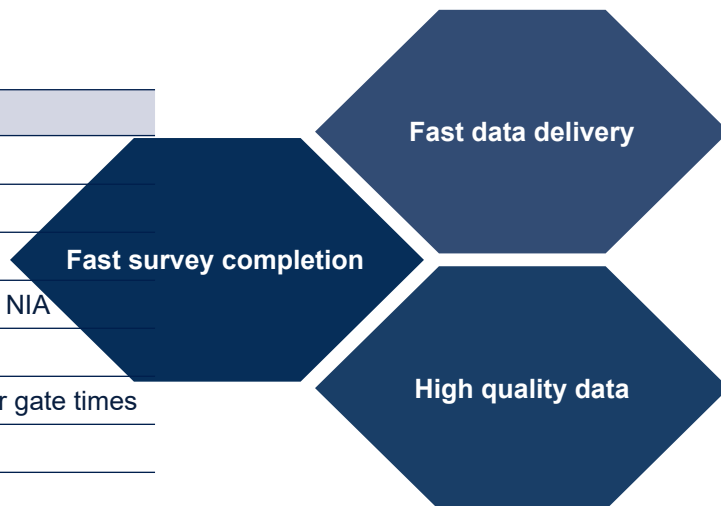 Fast data delivery
Fast survey completion
NIA
High quality data
r gate times